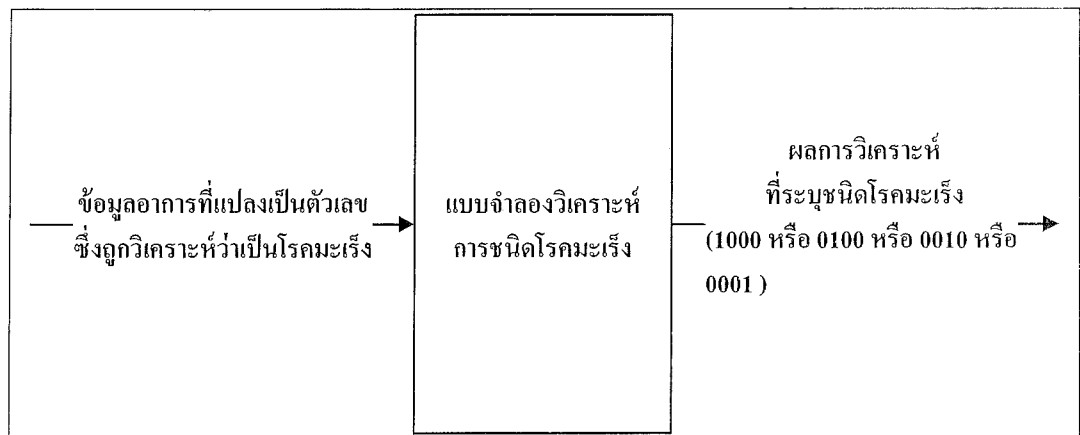 ข้อมูลอาการที่แปลงเป็นตัวเลข
ซึ่งถูกวิเคราะห์ว่าเป็นโรคมะเร็ง
แบบจำลองวิเคราะห์
การชนิดโรคมะเร็ง
ผลการวิเคราะห์
ที่ระบุชนิดโรคมะเร็ง
(1000 หรือ 0100 หรือ 0010 หรือ
0001 )